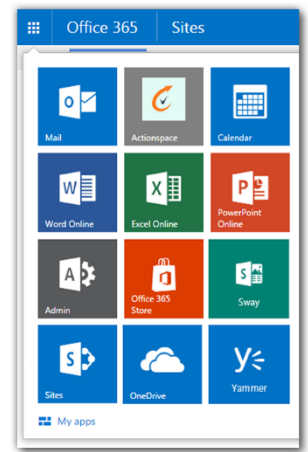 Office 365 Sites
Mail
Actionspace
Calendar
Word Online
Excel Online
PowerPoint
Online
Admin
Office 365
Store
Sway
Sites
OneDrive
Yammer
My apps